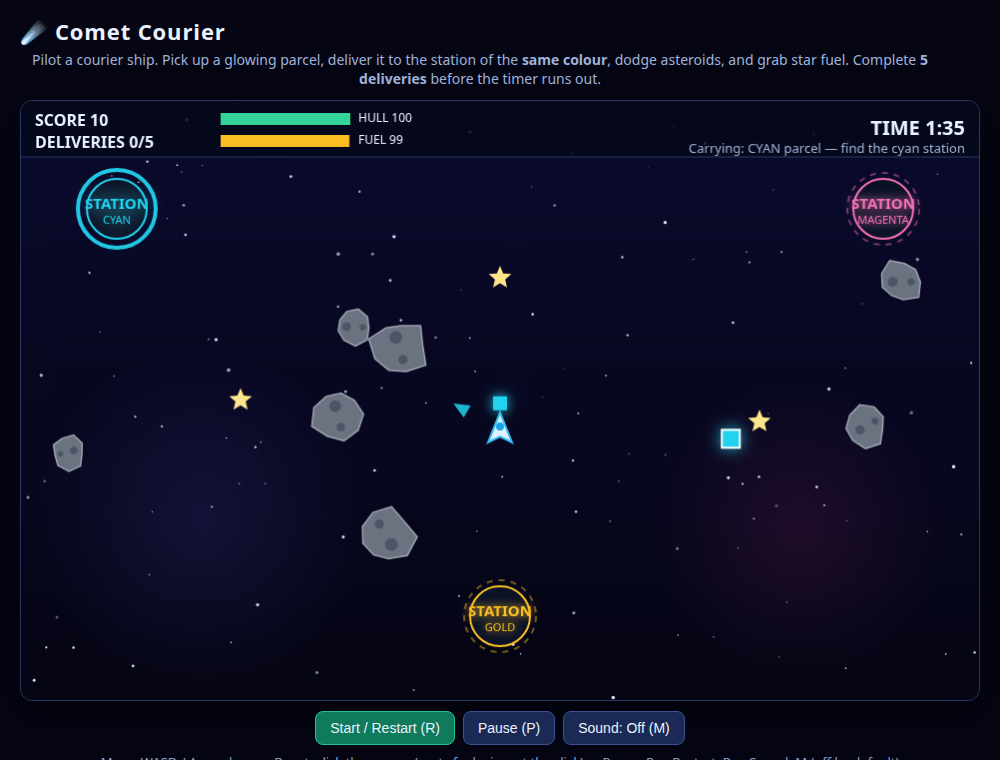 Comet Courier
Pilot a courier ship. Pick up a glowing parcel, deliver it to the station of the same colour, dodge asteroids, and grab star fuel. Complete 5
deliveries before the timer runs out.
SCORE 10
HULL 100
DELIVERIES 0/5
FUEL 99
TIME 1:35
Carrying: CYAN parcel — find the cyan station
STATION
CYAN
STATION
MAGENTA
STATION
GOLD
Start / Restart (R)
Pause (P)
Sound: Off (M)